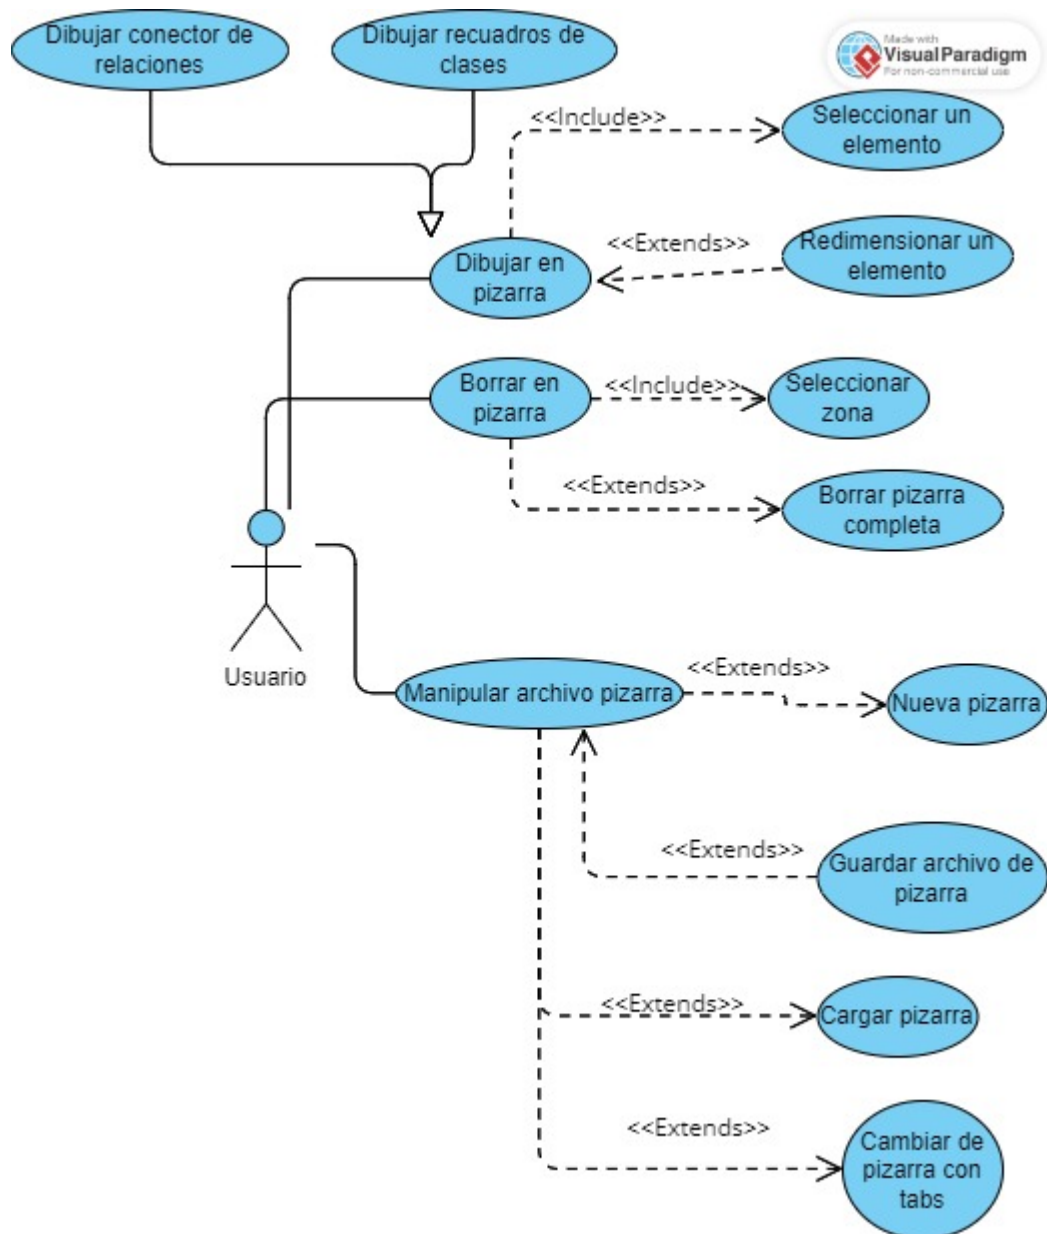 Dibujar conector de
relaciones
Dibujar recuadros de
clases
Made with
Visual Paradigm
For non-commercial use
<<Include>>
Seleccionar un
elemento
<<Extends>>
Redimensionar un
elemento
Dibujar en
pizarra
Borrar en
pizarra
<<Include>>
Seleccionar
zona
<<Extends>>
Borrar pizarra
completa
Usuario
Manipular archivo pizarra
<<Extends>>
Nueva pizarra
<<Extends>>
Guardar archivo de
pizarra
<<Extends>>
Cargar pizarra
<<Extends>>
Cambiar de
pizarra con
tabs